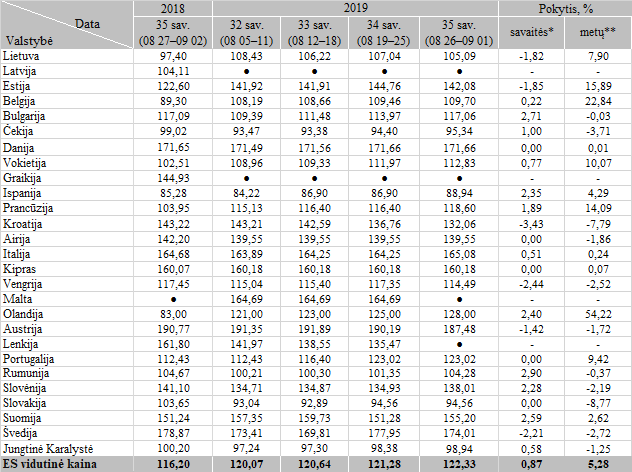 Data 2018 2019 Pokytis, %
Valstybė 35 sav. (08 27–09 02) 32 sav. (08 05–11) 33 sav. (08 12–18) 34 sav. (08 19–25) 35 sav. (08 26–09 01) savaitės* metų**
Lietuva 97,40 108,43 106,22 107,04 105,09 -1,82 7,90
Latvija 104,11 ● ● ● ● - -
Estija 122,60 141,92 141,91 144,76 142,08 -1,85 15,89
Belgija 89,30 108,19 108,66 109,46 109,70 0,22 22,84
Bulgarija 117,09 109,39 111,48 113,97 117,06 2,71 -0,03
Čekija 99,02 93,47 93,38 94,40 95,34 1,00 -3,71
Danija 171,65 171,49 171,56 171,66 171,66 0,00 0,01
Vokietija 102,51 108,96 109,33 111,97 112,83 0,77 10,07
Graikija 144,93 ● ● ● ● - -
Ispanija 85,28 84,22 86,90 86,90 88,94 2,35 4,29
Prancūzija 103,95 115,13 116,40 116,40 118,60 1,89 14,09
Kroatija 143,22 143,21 142,59 136,76 132,06 -3,43 -7,79
Airija 142,20 139,55 139,55 139,55 139,55 0,00 -1,86
Italija 164,68 163,89 164,25 164,25 165,08 0,51 0,24
Kipras 160,07 160,18 160,18 160,18 160,18 0,00 0,07
Vengrija 117,45 115,04 115,40 117,35 114,49 -2,44 -2,52
Malta ● 164,69 164,69 164,69 ● - -
Olandija 83,00 121,00 123,00 125,00 128,00 2,40 54,22
Austrija 190,77 191,35 191,89 190,19 187,48 -1,42 -1,72
Lenkija 161,80 141,97 138,55 135,47 ● - -
Portugalija 112,43 112,43 116,40 123,02 123,02 0,00 9,42
Rumunija 104,67 100,21 100,30 101,35 104,28 2,90 -0,37
Slovėnija 141,10 134,71 134,87 134,93 138,01 2,28 -2,19
Slovakija 103,65 93,04 92,89 94,56 94,56 0,00 -8,77
Suomija 151,24 157,35 159,73 151,28 155,20 2,59 2,62
Švedija 178,87 173,41 169,81 177,95 174,01 -2,21 -2,72
Jungtinė Karalystė 100,20 97,24 97,30 98,38 98,94 0,58 -1,25
ES vidutinė kaina 116,20 120,07 120,64 121,28 122,33 0,87 5,28